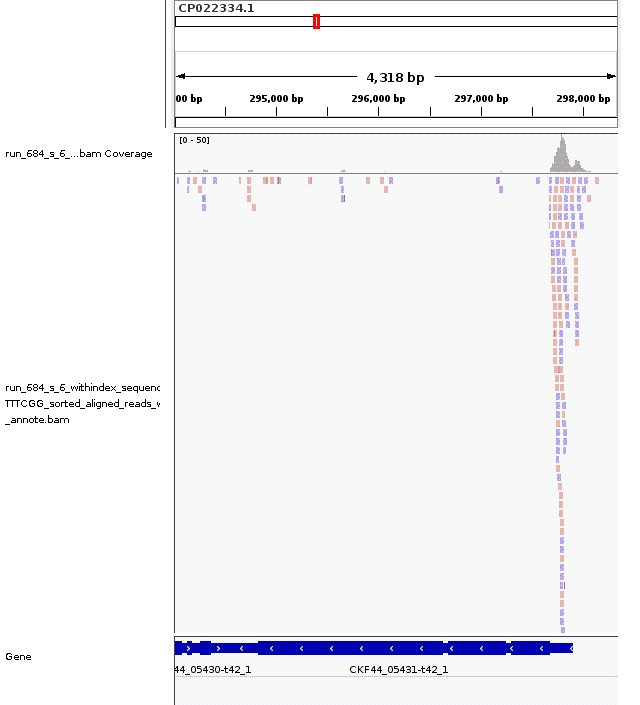 CP022334.1
4,318 bp
00 bp 295,000 bp 296,000 bp 297,000 bp 298,000 bp
run_684_s_6_...bam Coverage
[0 - 50]
run_684_s_6_withindex_sequenc
TTTCGG_sorted_aligned_reads_v
_annote.bam
Gene
44_05430-t42_1 CKF44_05431-t42_1